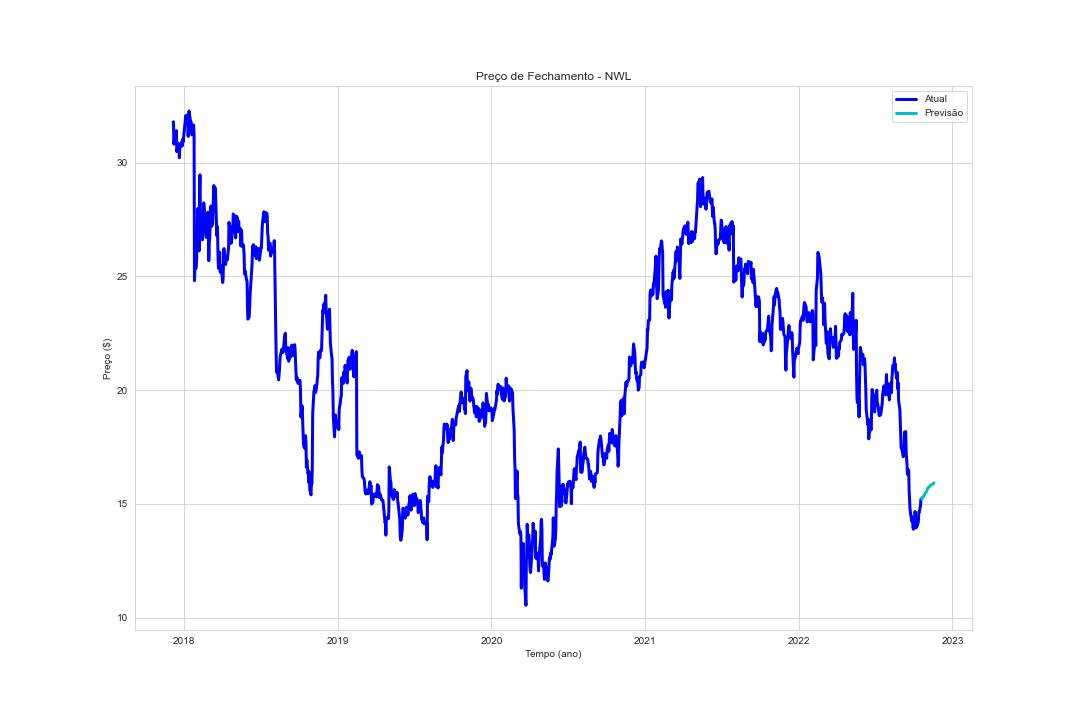 Preço de Fechamento - NWL
Atual
Previsão
30
25
20
15
10
Preço ($)
2018
2019
2020
2021
2022
2023
Tempo (ano)